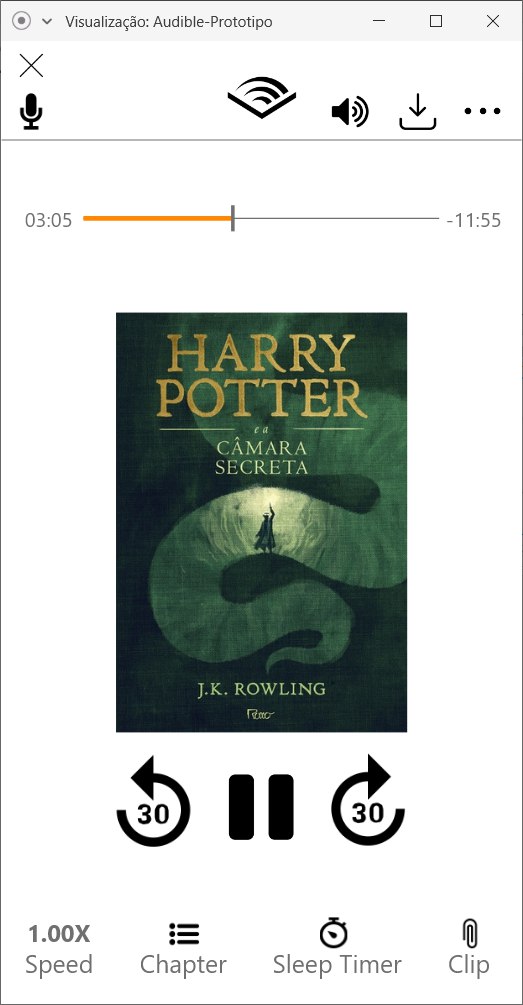 Visualização: Audible-Prototipo
03:05
-11:55
HARRY
POTTER
e a
CÂMARA
SECRETA
J.K. ROWLING
Rocco
30
30
1.00X
Speed
Chapter
Sleep Timer
Clip